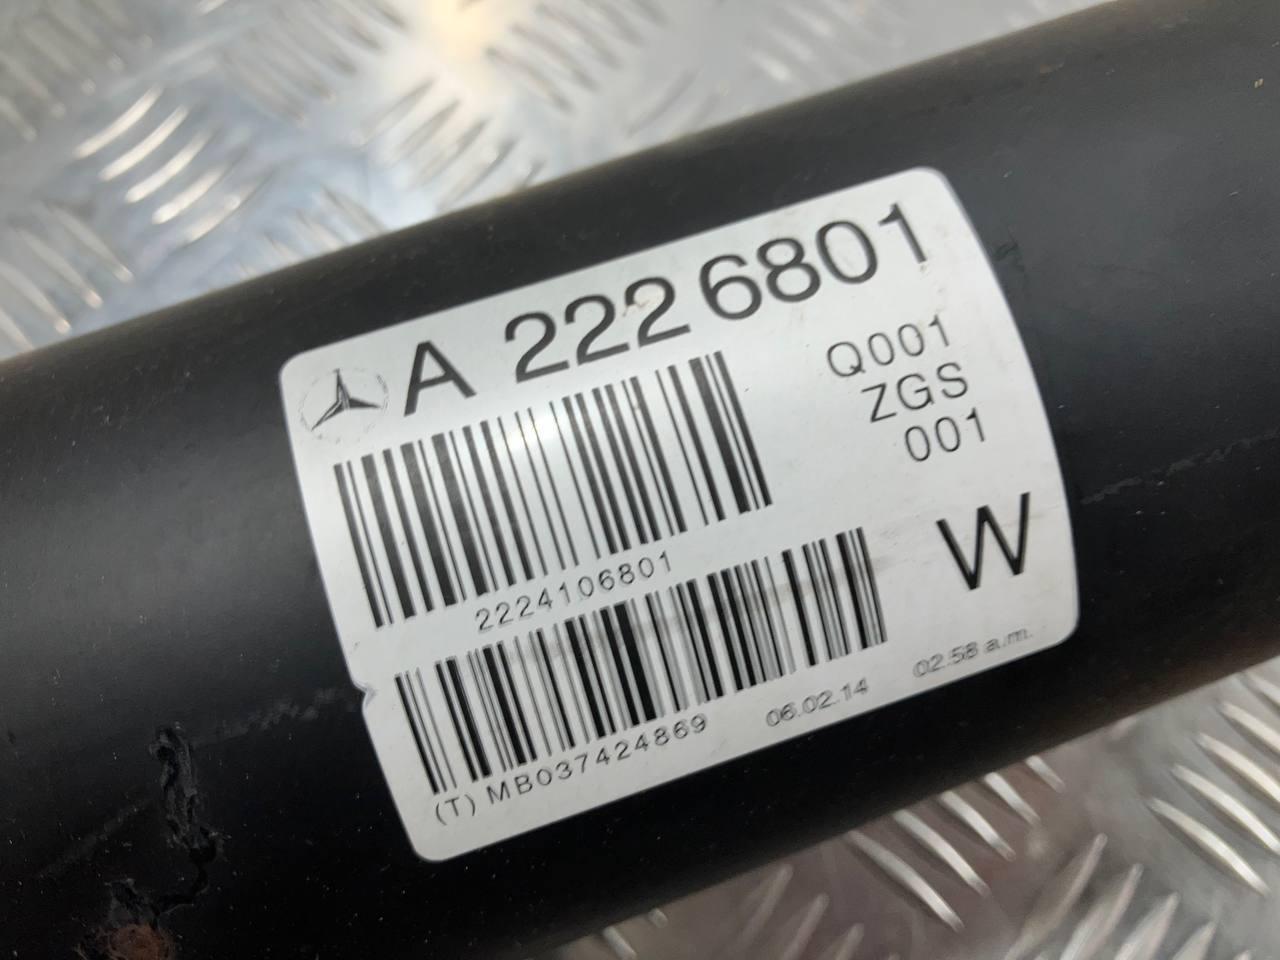 A 222 6801
Q001
ZGS
001
2224106801
W
(T) MB037424869 06.02.14 02:58 a.m.